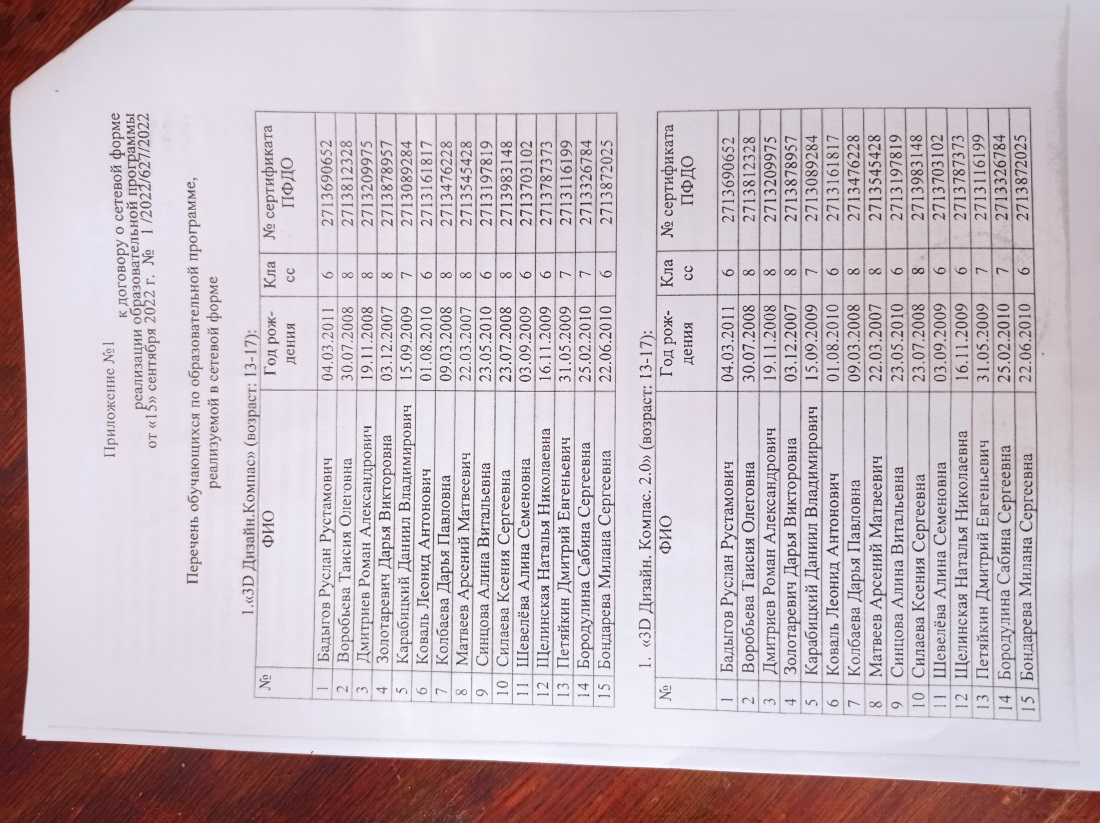 Приложение №1
к договору о сетевой форме
реализации образовательной программы
от «15» сентября 2022 г. № 1/2022/627/2022
Перечень обучающихся по образовательной программе,
реализуемой в сетевой форме
1.«3D Дизайн.Компас» (возраст: 13-17):
№ ФИО Год рож-дения Кла сс № сертификата ПФДО
1 Бадыгов Руслан Рустамович 04.03.2011 6 2713690652
2 Воробьева Таисия Олеговна 30.07.2008 8 2713812328
3 Дмитриев Роман Александрович 19.11.2008 8 2713209975
4 Золотаревич Дарья Викторовна 03.12.2007 8 2713878957
5 Карабицкий Даниил Владимирович 15.09.2009 7 2713089284
6 Коваль Леонид Антонович 01.08.2010 6 2713161817
7 Колбаева Дарья Павловна 09.03.2008 8 2713476228
8 Матвеев Арсений Матвеевич 22.03.2007 8 2713545428
9 Синцова Алина Витальевна 23.05.2010 6 2713197819
10 Силаева Ксения Сергеевна 23.07.2008 8 2713983148
11 Шевелёва Алина Семеновна 03.09.2009 6 2713703102
12 Щелинская Наталья Николаевна 16.11.2009 6 2713787373
13 Петяйкин Дмитрий Евгеньевич 31.05.2009 7 2713116199
14 Бородулина Сабина Сергеевна 25.02.2010 7 2713326784
15 Бондарева Милана Сергеевна 22.06.2010 6 2713872025
1. «3D Дизайн. Компас. 2.0» (возраст: 13-17):
№ ФИО Год рож-дения Кла сс № сертификата ПФДО
1 Бадыгов Руслан Рустамович 04.03.2011 6 2713690652
2 Воробьева Таисия Олеговна 30.07.2008 8 2713812328
3 Дмитриев Роман Александрович 19.11.2008 8 2713209975
4 Золотаревич Дарья Викторовна 03.12.2007 8 2713878957
5 Карабицкий Даниил Владимирович 15.09.2009 7 2713089284
6 Коваль Леонид Антонович 01.08.2010 6 2713161817
7 Колбаева Дарья Павловна 09.03.2008 8 2713476228
8 Матвеев Арсений Матвеевич 22.03.2007 8 2713545428
9 Синцова Алина Витальевна 23.05.2010 6 2713197819
10 Силаева Ксения Сергеевна 23.07.2008 8 2713983148
11 Шевелёва Алина Семеновна 03.09.2009 6 2713703102
12 Щелинская Наталья Николаевна 16.11.2009 6 2713787373
13 Петяйкин Дмитрий Евгеньевич 31.05.2009 7 2713116199
14 Бородулина Сабина Сергеевна 25.02.2010 7 2713326784
15 Бондарева Милана Сергеевна 22.06.2010 6 2713872025